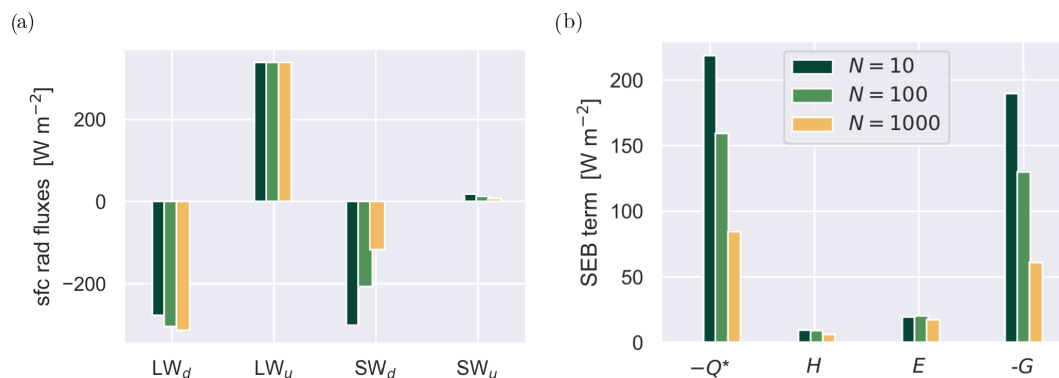 (a)
sfc rad fluxes [W m⁻²]
200
0
−200
LW_d LW_u SW_d SW_u
(b)
SEB term [W m⁻²]
200
150
100
50
0
N = 10
N = 100
N = 1000
−Q* H E -G